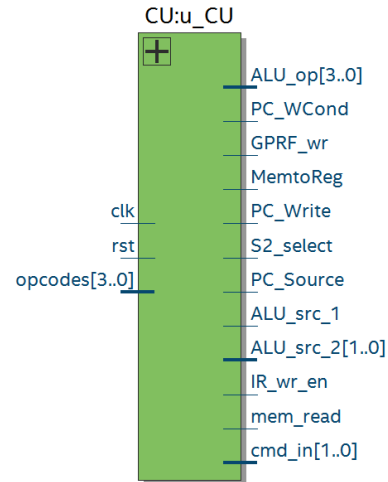 CU:u_CU
ALU_op[3..0]
PC_WCond
GPRF_wr
MemtoReg
clk
PC_Write
rst
S2_select
opcodes[3..0]
PC_Source
ALU_src_1
ALU_src_2[1..0]
IR_wr_en
mem_read
cmd_in[1..0]